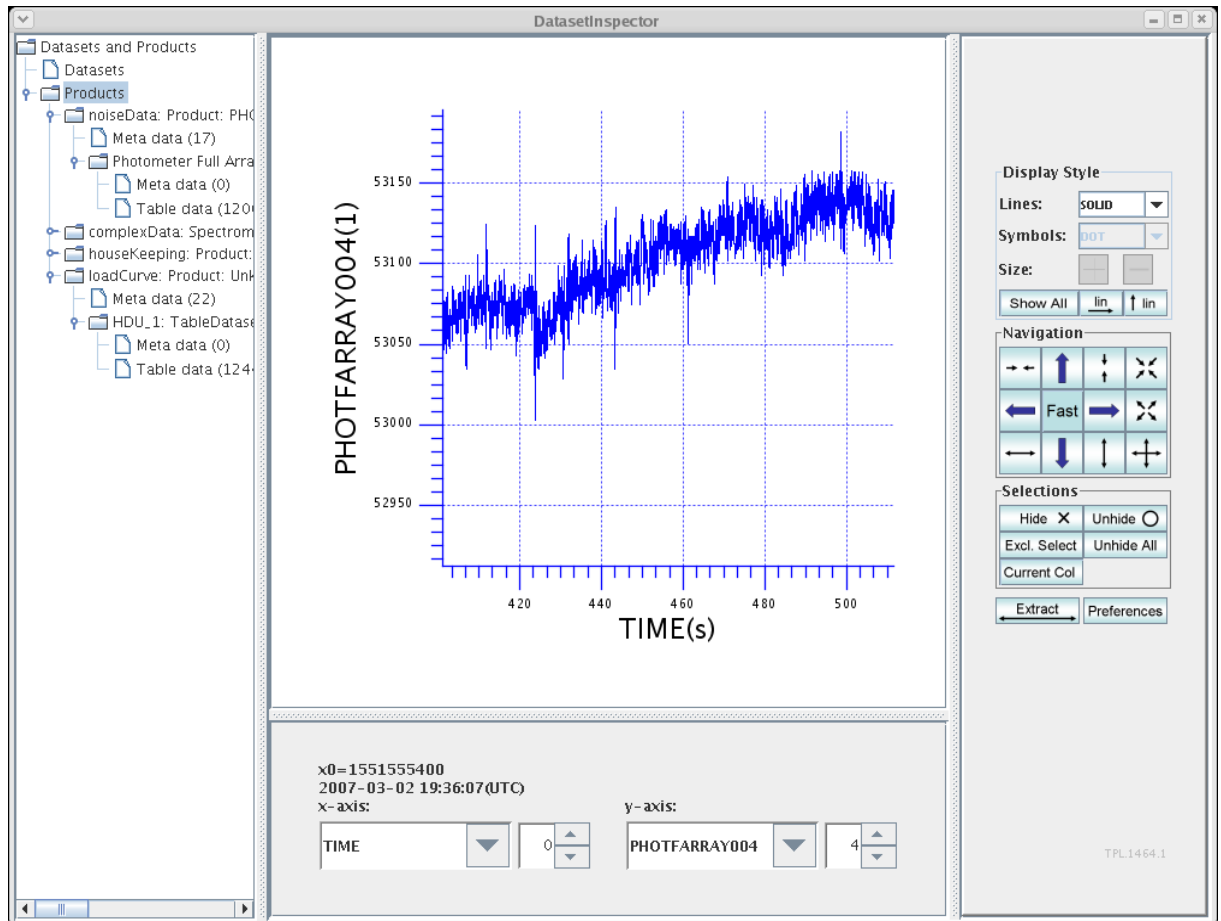 DatasetInspector
Datasets and Products
Datasets
Products
noiseData: Product: PHO
Meta data (17)
Photometer Full Arra
Meta data (0)
Table data (120
complexData: Spectrom
houseKeeping: Product:
loadCurve: Product: Unk
Meta data (22)
HDU_1: TableDatase
Meta data (0)
Table data (124
PHOTFARRAY004(1)
53150
53100
53050
53000
52950
420 440 460 480 500
TIME(s)
x0=1551555400
2007-03-02 19:36:07(UTC)
x-axis: y-axis:
TIME 0 PHOTFARRAY004 4
Display Style
Lines: SOLID
Symbols: DOT
Size:
Show All lin lin
Navigation
Fast
Selections
Hide Unhide
Excl. Select Unhide All
Current Col
Extract Preferences
TPL.1464.1